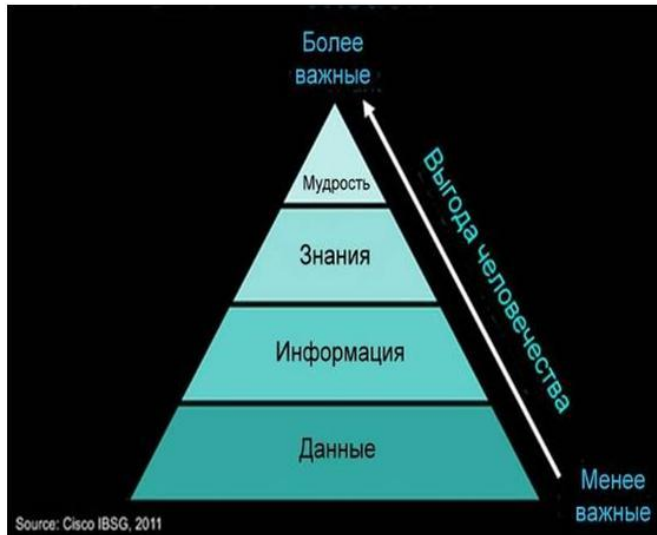 Более
важные
Мудрость
Знания
Информация
Данные
Выгода человечества
Менее
важные
Source: Cisco IBSG, 2011